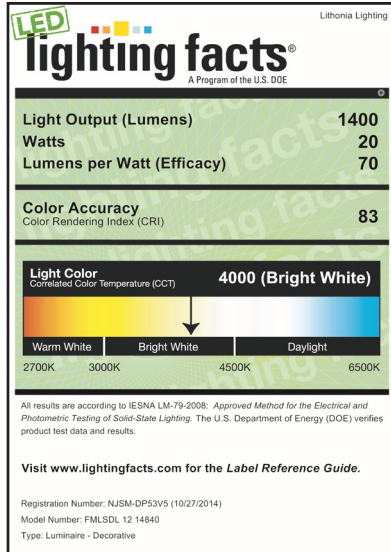 LED
Lithonia Lighting
lighting facts®
A Program of the U.S. DOE
Light Output (Lumens) 1400
Watts 20
Lumens per Watt (Efficacy) 70
Color Accuracy
Color Rendering Index (CRI) 83
Light Color
Correlated Color Temperature (CCT) 4000 (Bright White)
Warm White Bright White Daylight
2700K 3000K 4500K 6500K
All results are according to IESNA LM-79-2008: Approved Method for the Electrical and
Photometric Testing of Solid-State Lighting. The U.S. Department of Energy (DOE) verifies
product test data and results.
Visit www.lightingfacts.com for the Label Reference Guide.
Registration Number: NJSM-DP53V5 (10/27/2014)
Model Number: FMLSDL 12 14840
Type: Luminaire - Decorative